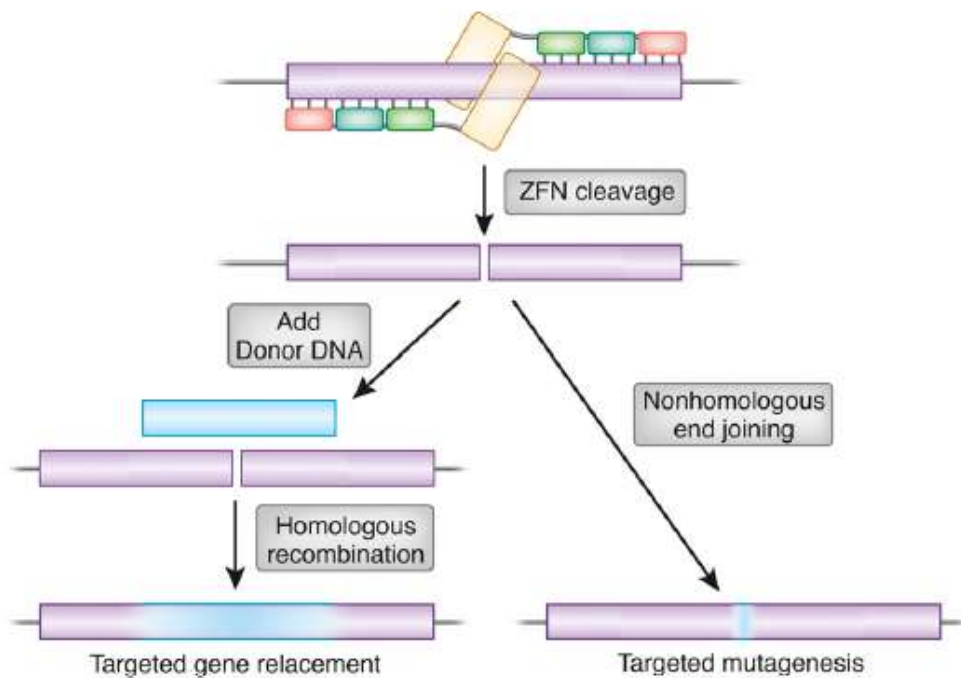 ZFN cleavage
Add
Donor DNA
Nonhomologous
end joining
Homologous
recombination
Targeted gene relacement
Targeted mutagenesis